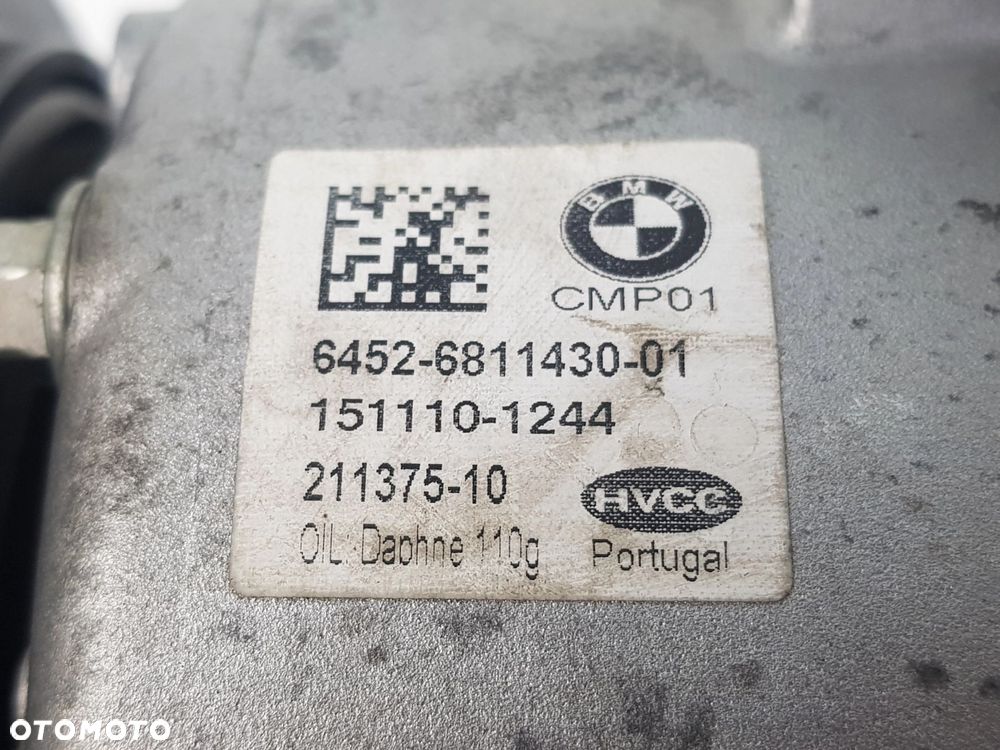 BMW
CMP01
6452-6811430-01
151110-1244
211375-10
HVCC
OIL: Daphne 110g
Portugal
OTOMOTO